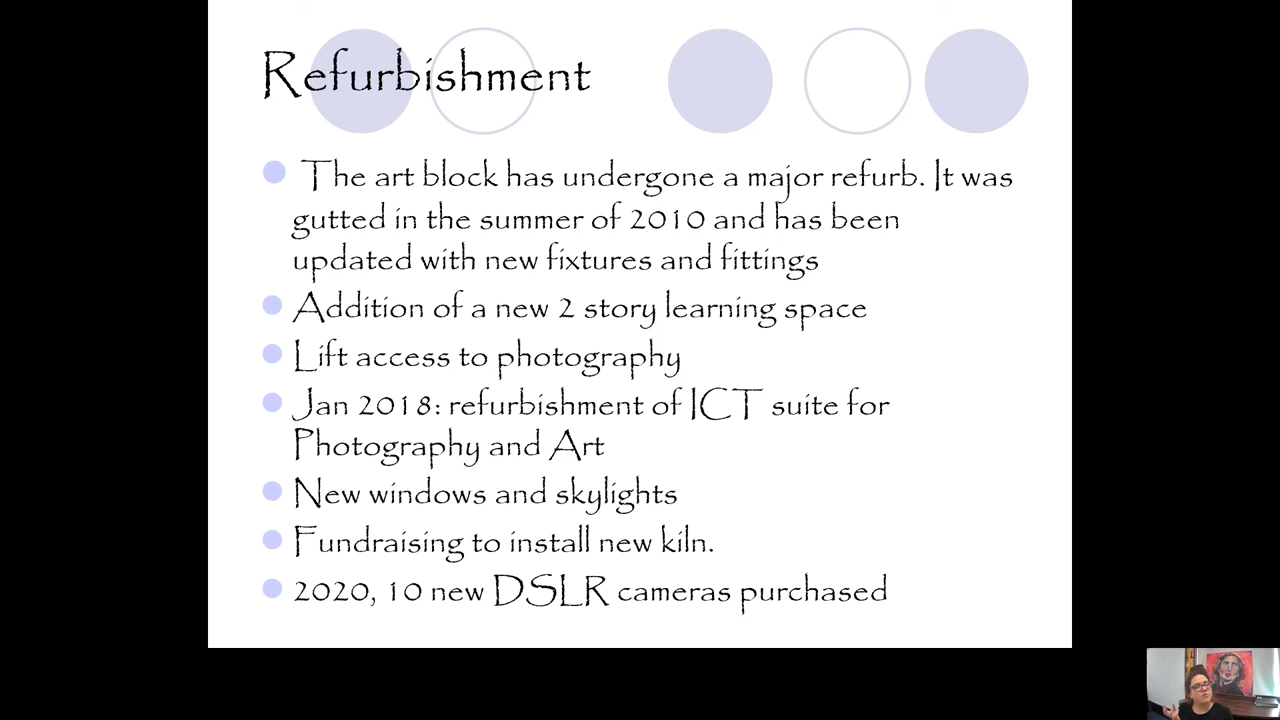 Refurbishment
The art block has undergone a major refurb. It was
gutted in the summer of 2010 and has been
updated with new fixtures and fittings
Addition of a new 2 story learning space
Lift access to photography
Jan 2018: refurbishment of ICT suite for
Photography and Art
New windows and skylights
Fundraising to install new kiln.
2020, 10 new DSLR cameras purchased